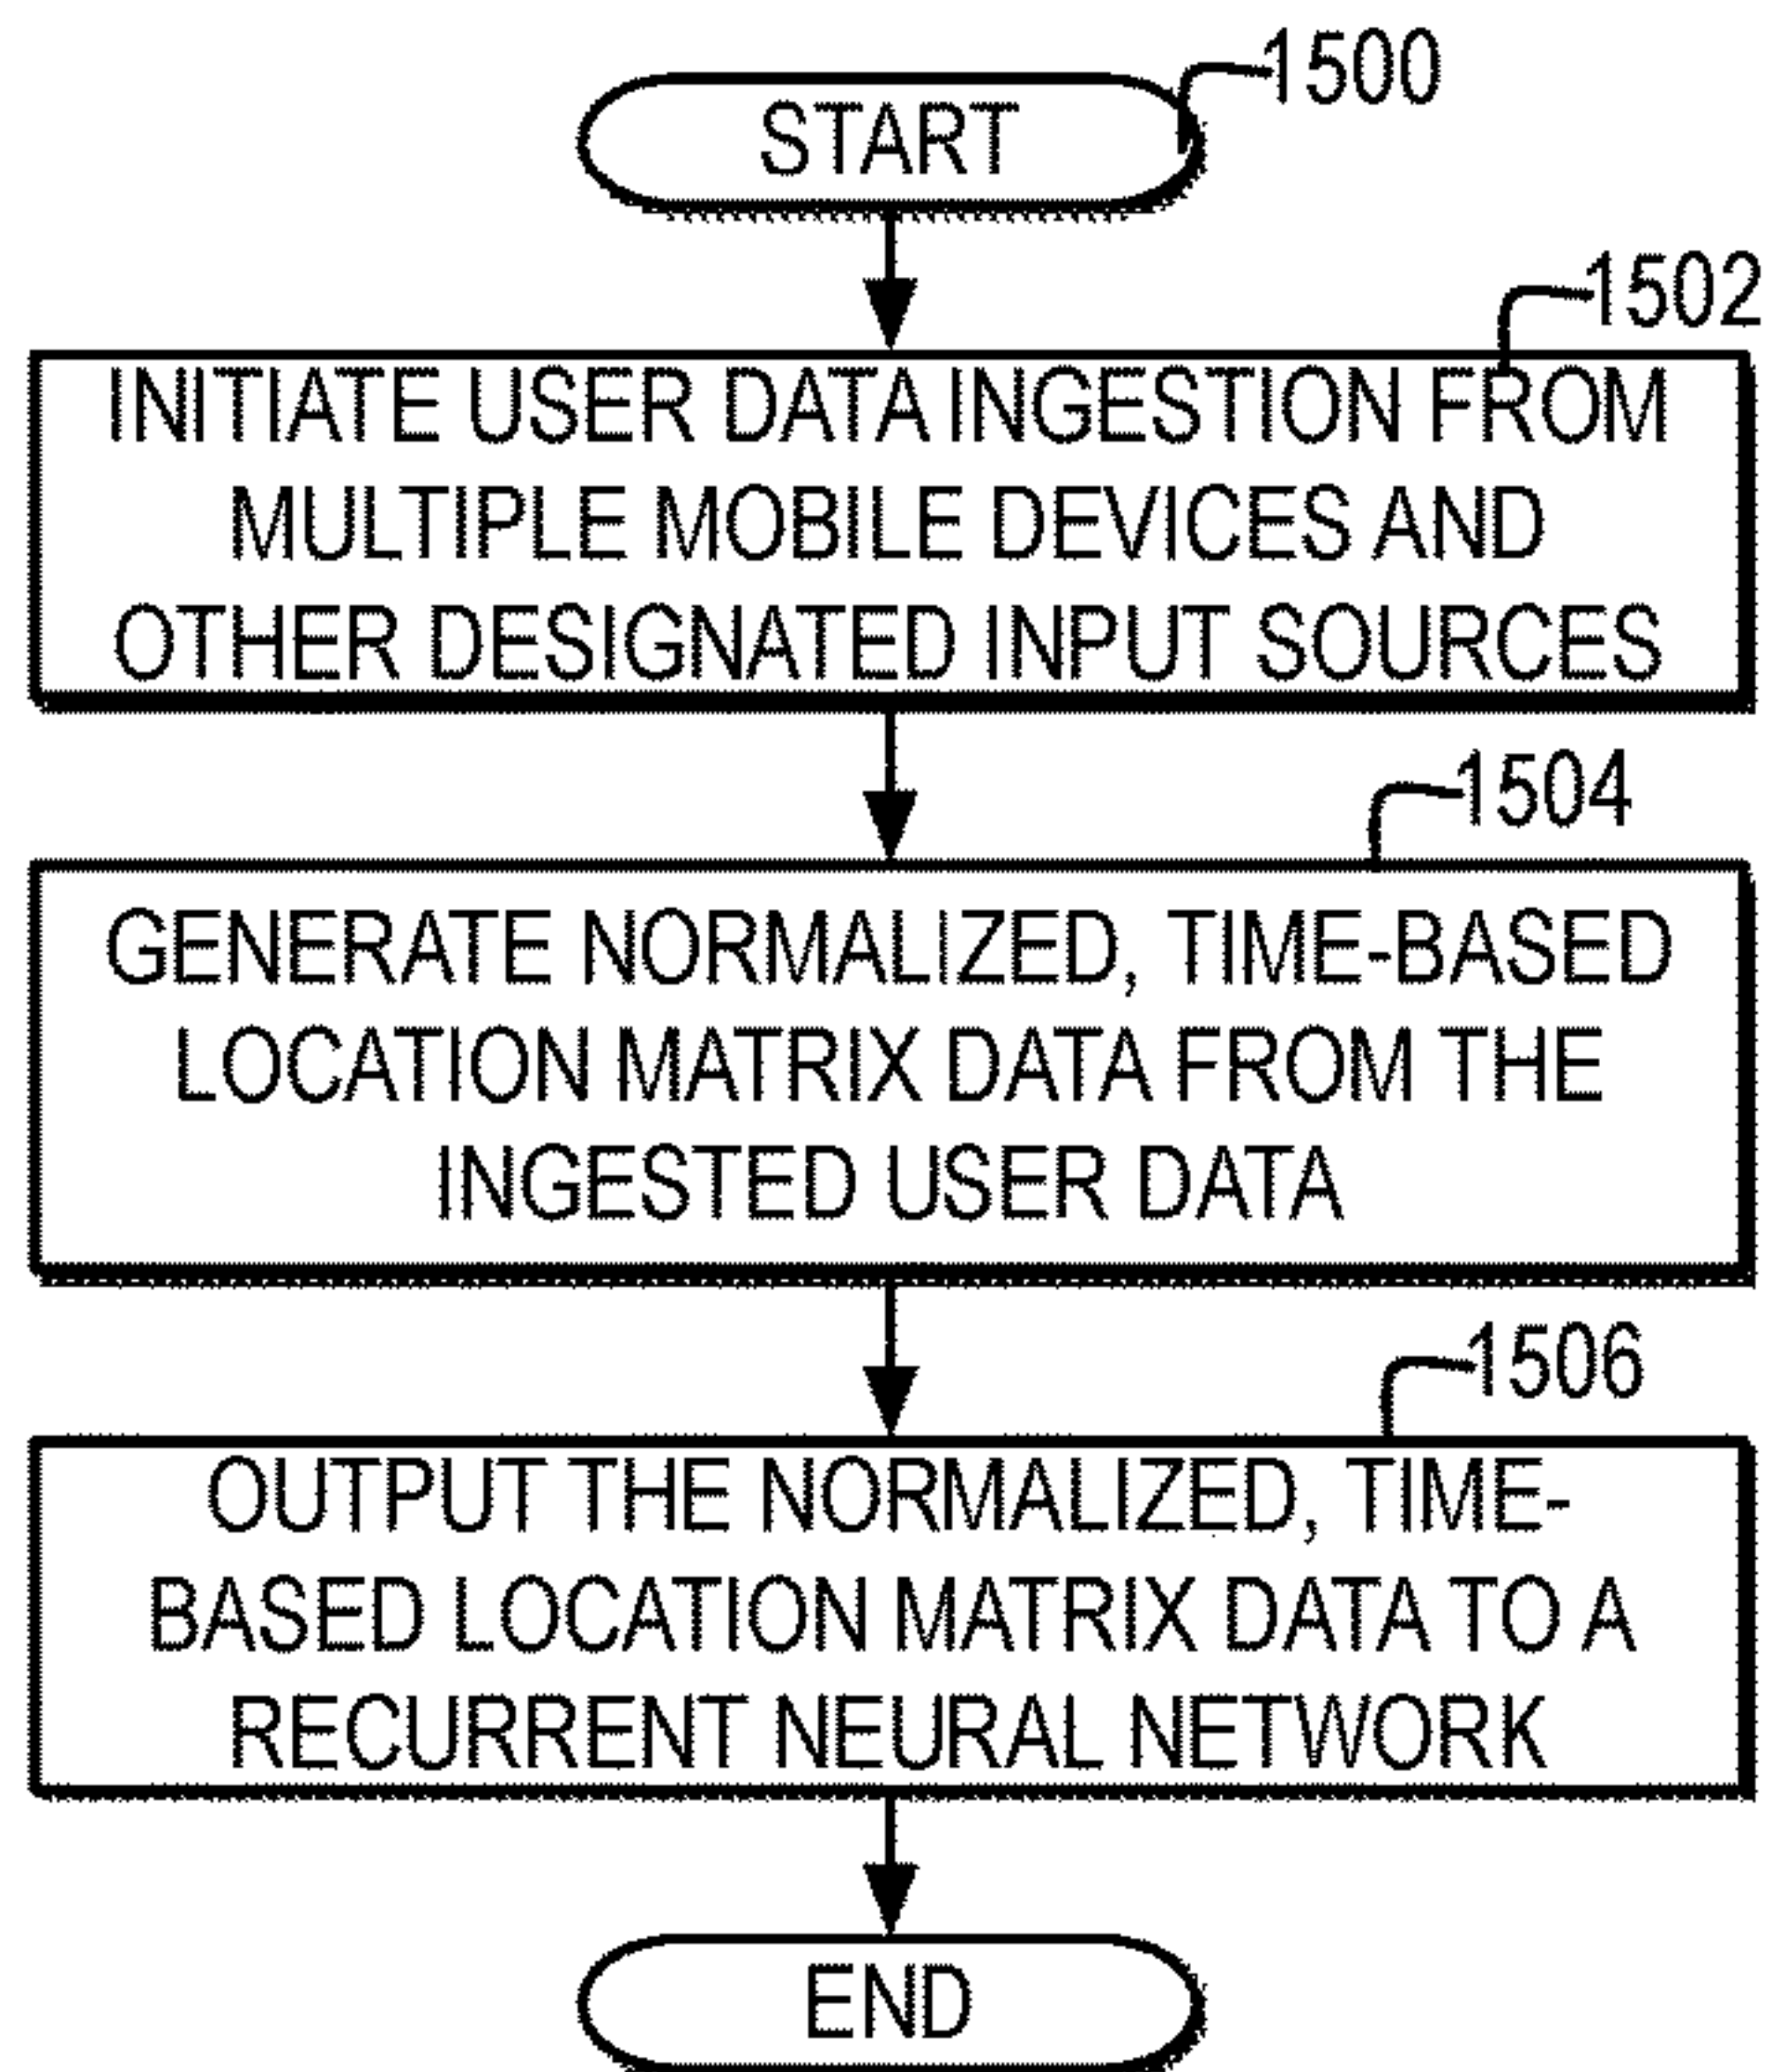 1500
START
1502
INITIATE USER DATA INGESTION FROM
MULTIPLE MOBILE DEVICES AND
OTHER DESIGNATED INPUT SOURCES
1504
GENERATE NORMALIZED, TIME-BASED
LOCATION MATRIX DATA FROM THE
INGESTED USER DATA
1506
OUTPUT THE NORMALIZED, TIME-
BASED LOCATION MATRIX DATA TO A
RECURRENT NEURAL NETWORK
END